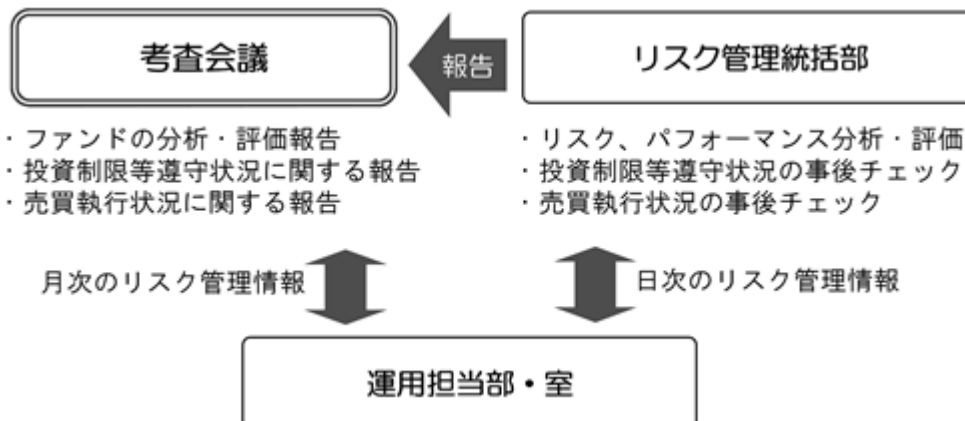 考査会議
報告
リスク管理統括部
・ファンドの分析・評価報告
・投資制限等遵守状況に関する報告
・売買執行状況に関する報告
・リスク、パフォーマンス分析・評価
・投資制限等遵守状況の事後チェック
・売買執行状況の事後チェック
月次のリスク管理情報
日次のリスク管理情報
運用担当部・室